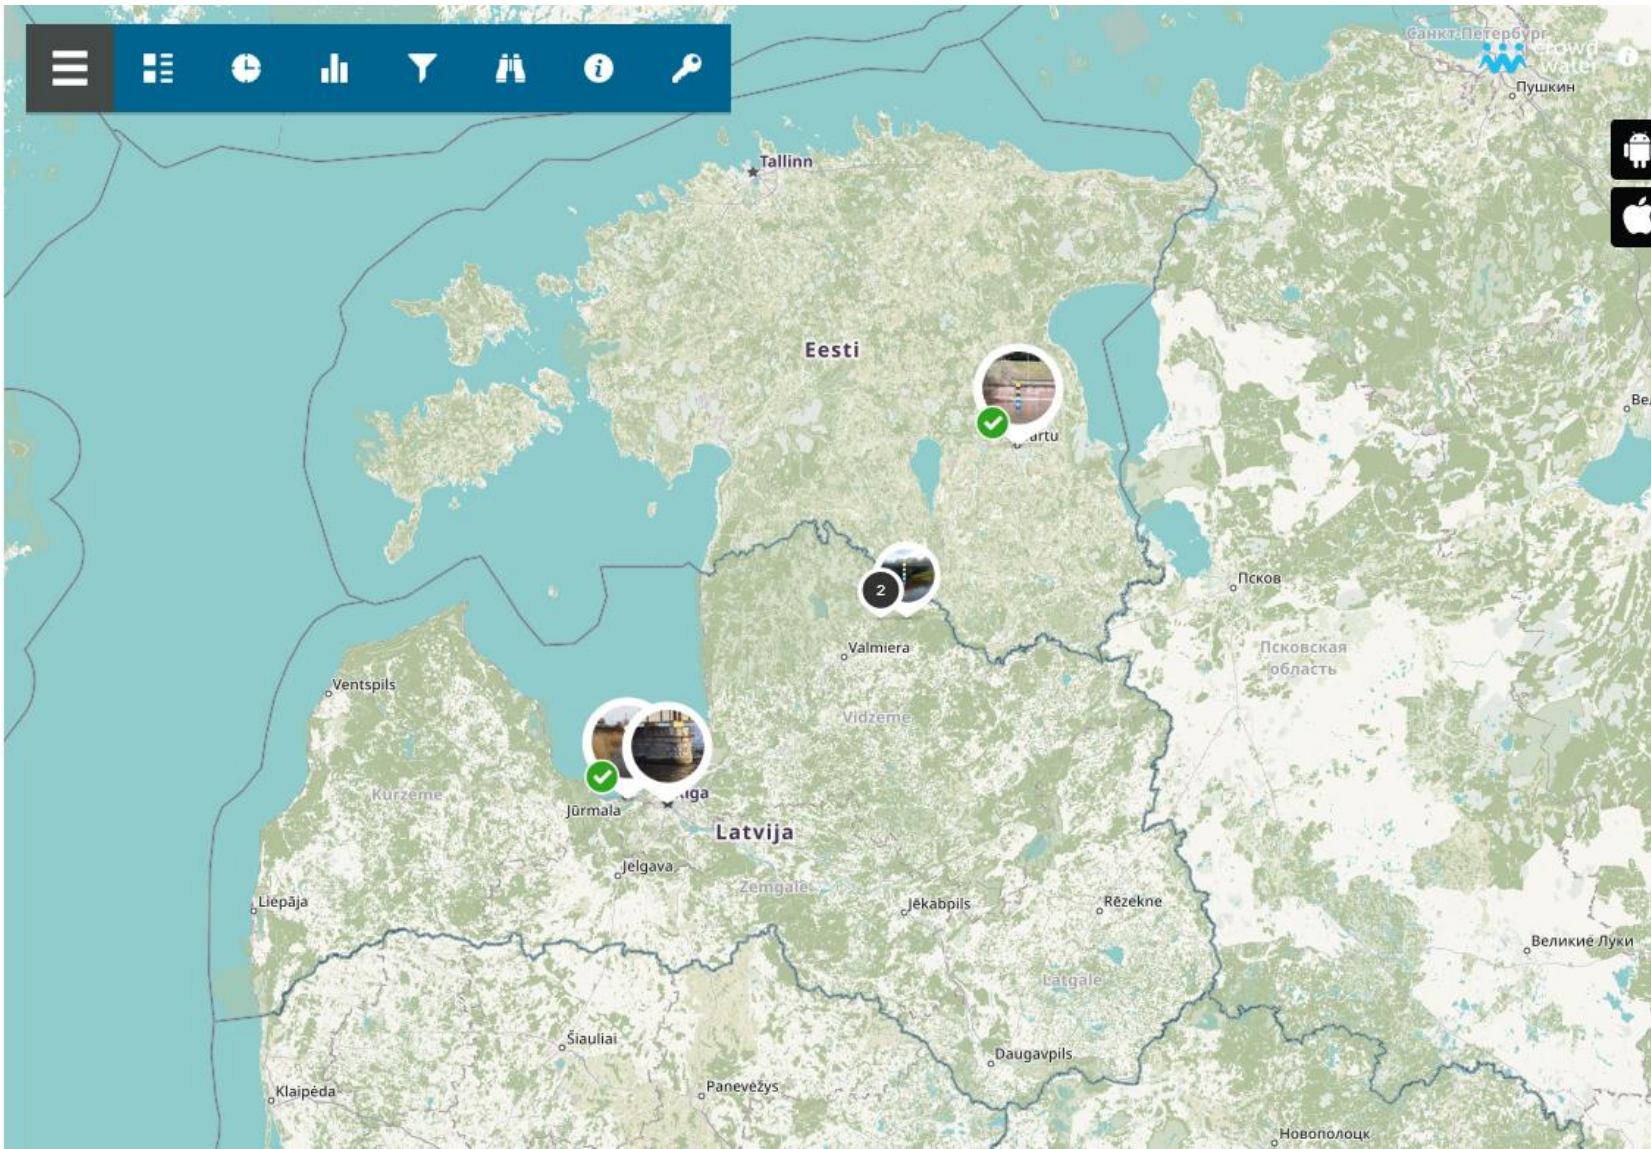 Санкт-Петербург
crowd
water
Пушкин
Tallinn
Eesti
Псков
Valmiera
Псковская
область
Ventspils
Vidzeme
Kurzeme
Jūrmala
Latvija
Jelgava
Zemgale
Liepāja
Jēkabpils
Rēzekne
Великие Луки
Latgale
Šiauliai
Daugavpils
Klaipėda
Panevėžys
Новополоцк
2